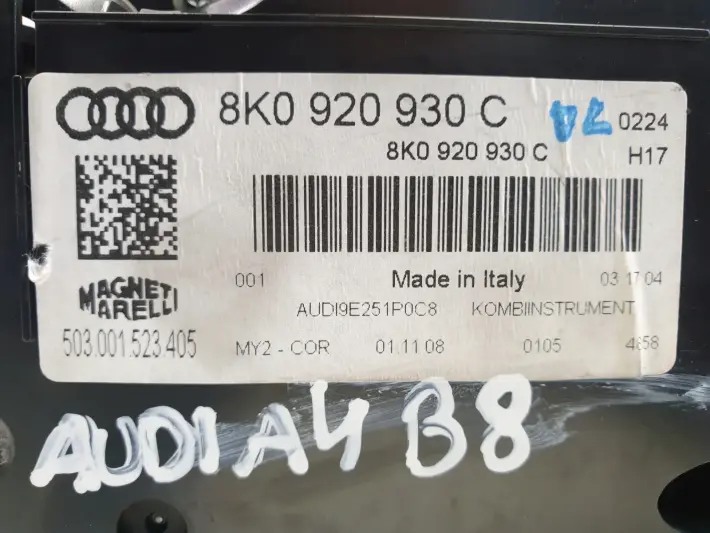 8K0 920 930 C
0224
8K0 920 930 C H17
001 Made in Italy 03 17 04
MAGNETI
MARELLI
AUDI9E251P0C8 KOMBIINSTRUMENT
503.001.523.405
MY2 - COR 01.11 08 0105 4858
AUDI A4 B8